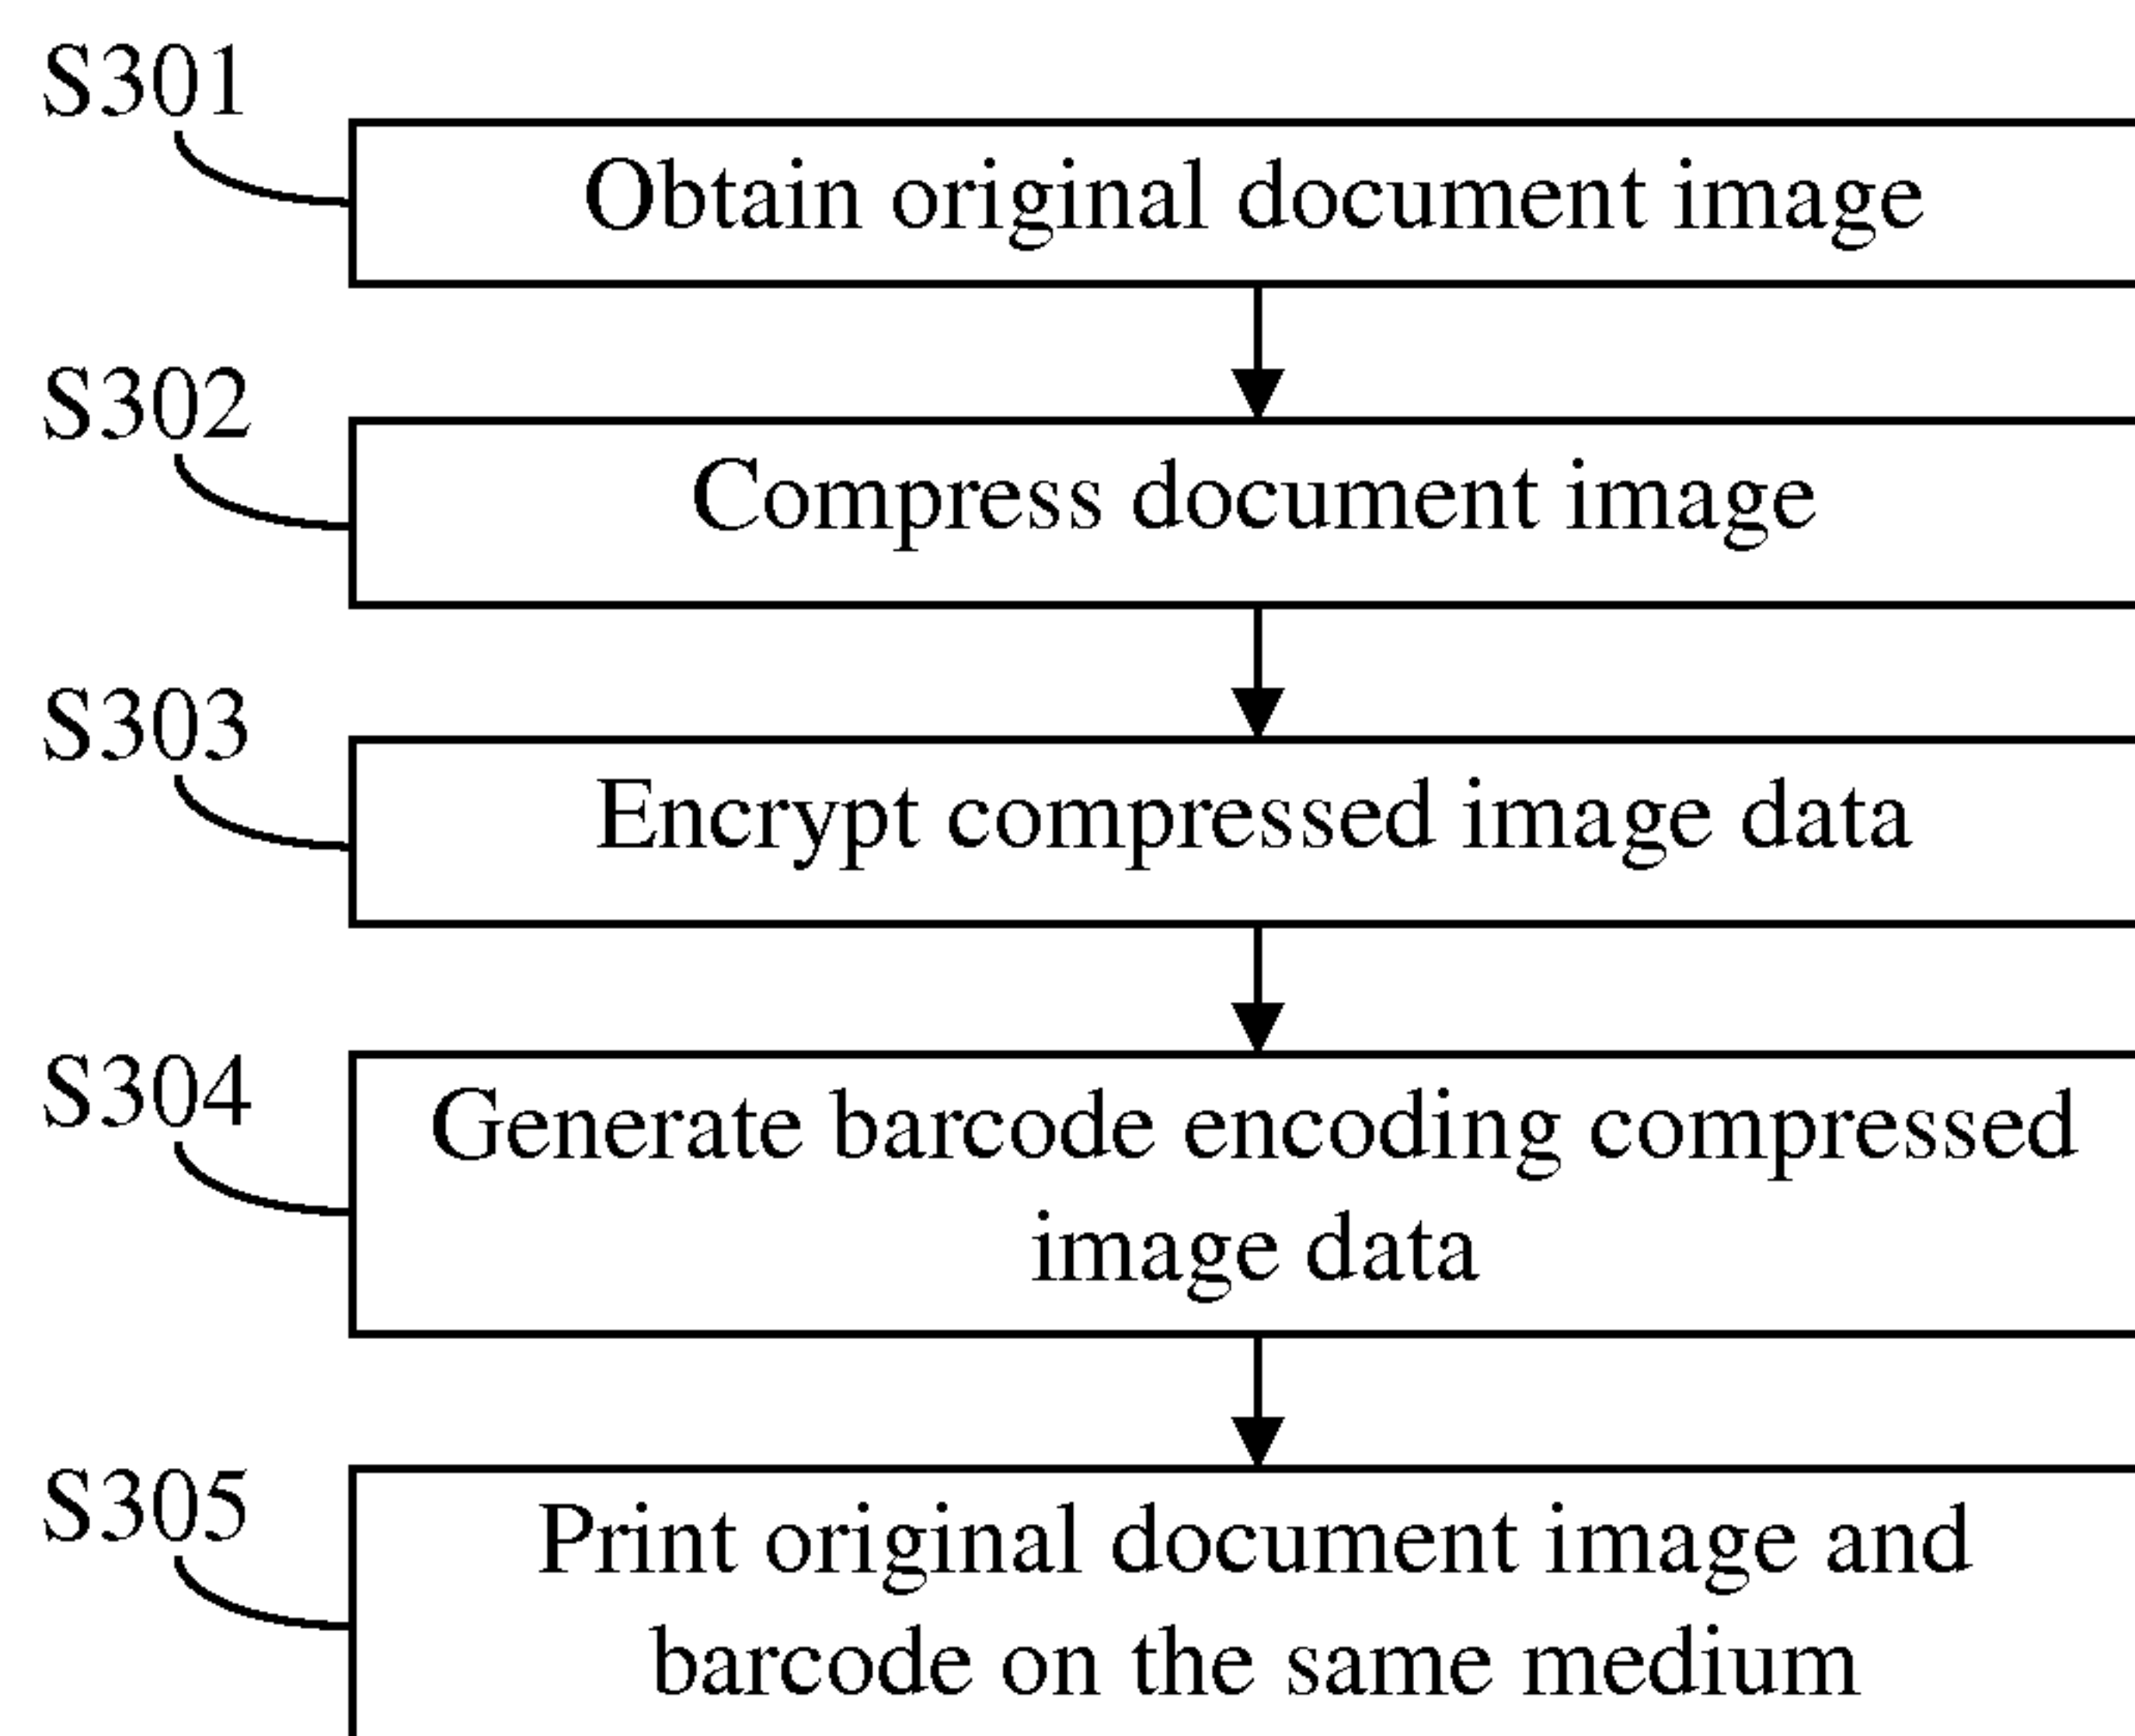 S301
Obtain original document image
S302
Compress document image
S303
Encrypt compressed image data
S304
Generate barcode encoding compressed
image data
S305
Print original document image and
barcode on the same medium